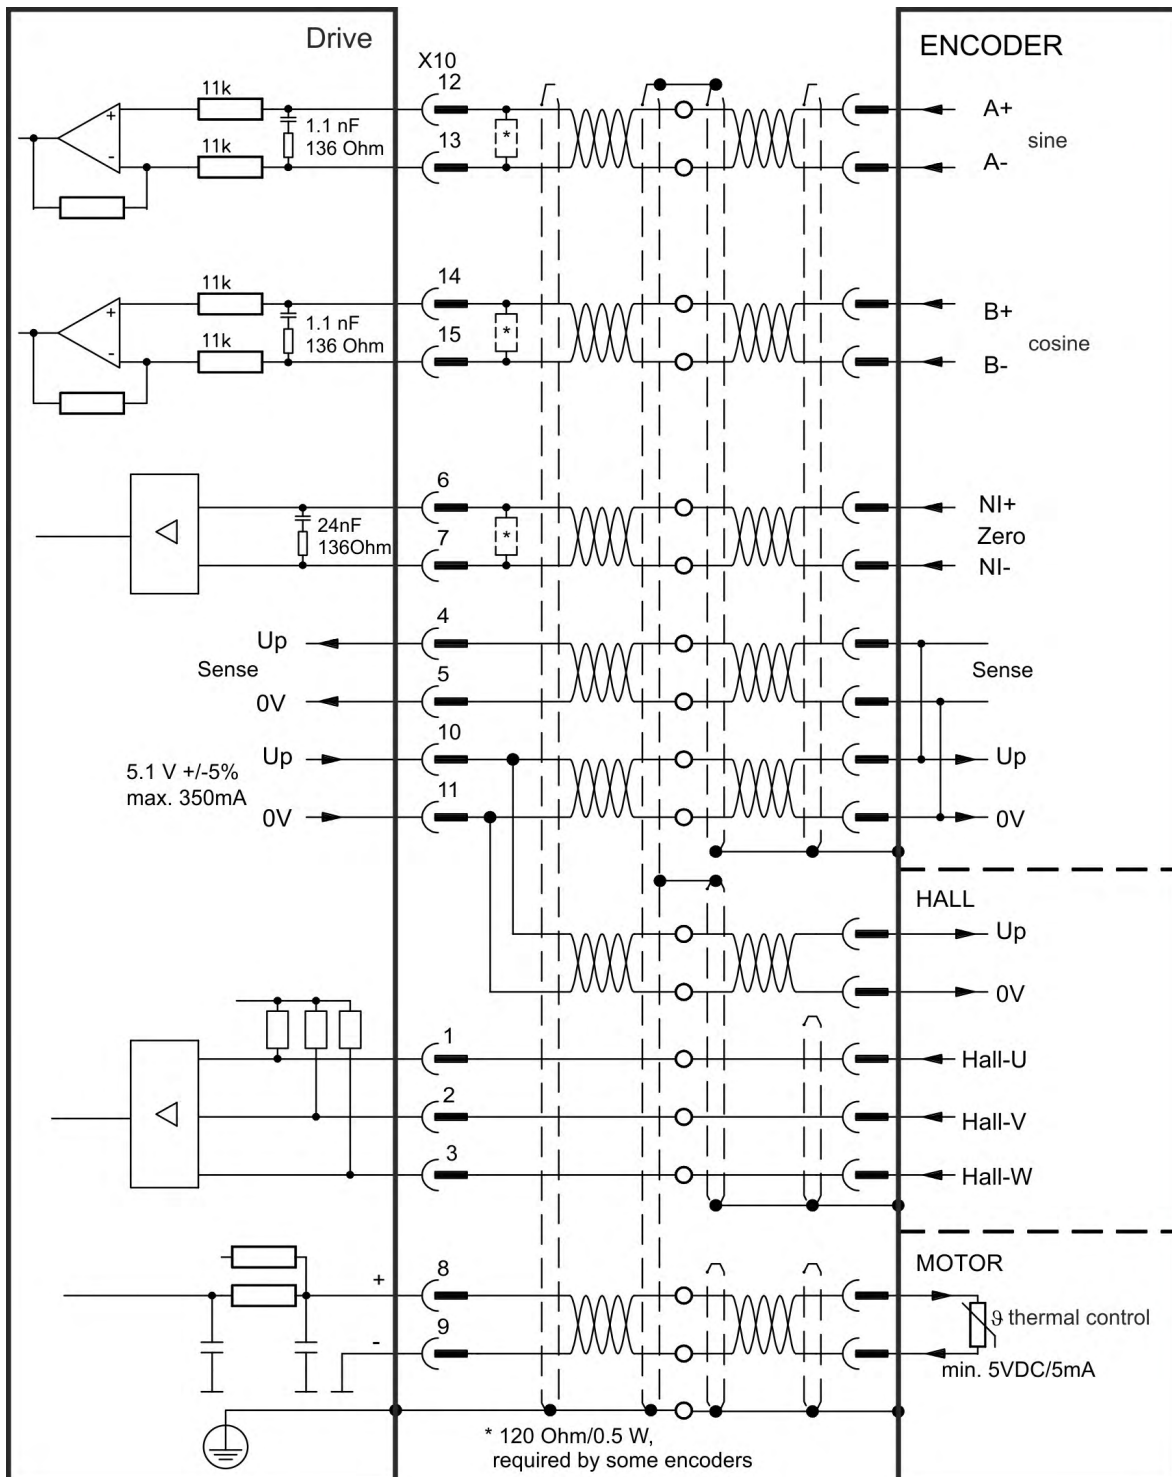 Drive
X10
ENCODER
12
11k
+
-
1.1 nF
136 Ohm
*
A+
sine
13
11k
A-
14
11k
+
-
1.1 nF
136 Ohm
*
B+
cosine
15
11k
B-
6
24nF
136Ohm
*
NI+
Zero
7
NI-
4
Up
Sense
Sense
5
0V
10
Up
5.1 V +/-5%
max. 350mA
Up
11
0V
0V
HALL
Up
0V
1
Hall-U
2
Hall-V
3
Hall-W
MOTOR
8
+
ϑ thermal control
9
-
min. 5VDC/5mA
* 120 Ohm/0.5 W,
required by some encoders